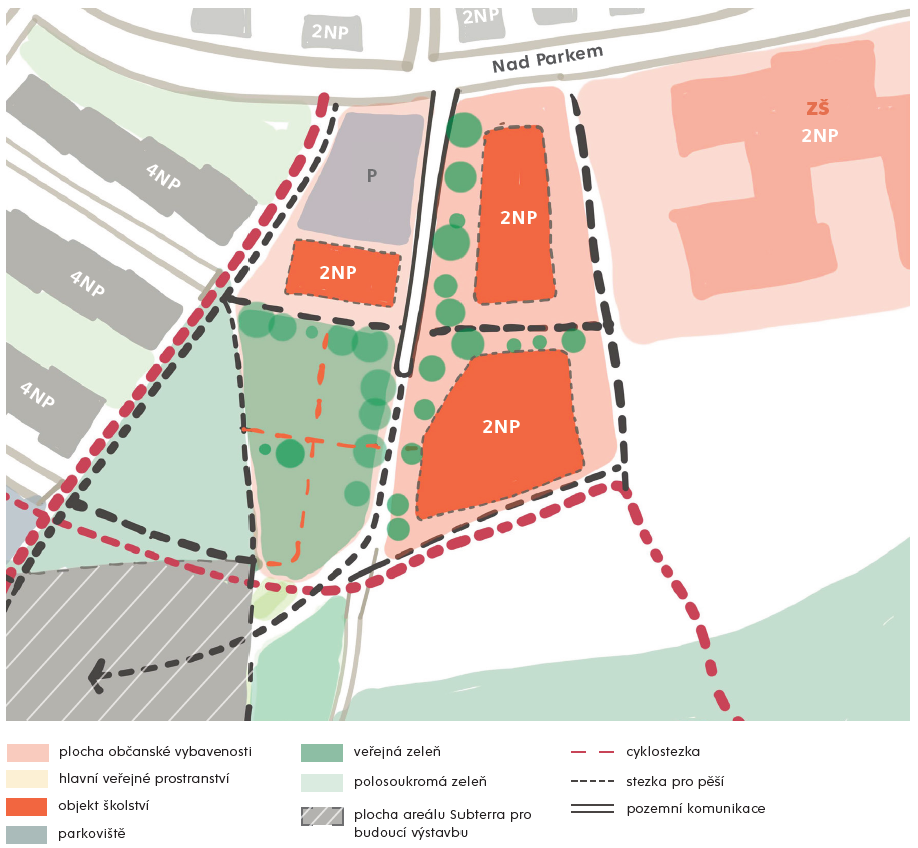 2NP
2NP
Nad Parkem
ZŠ
2NP
P
4NP
2NP
2NP
4NP
4NP
2NP
plocha občanské vybavenosti
hlavní veřejné prostranství
objekt školství
parkoviště
veřejná zeleň
polosoukromá zeleň
plocha areálu Subterra pro
budoucí výstavbu
cyklostezka
stezka pro pěší
pozemní komunikace